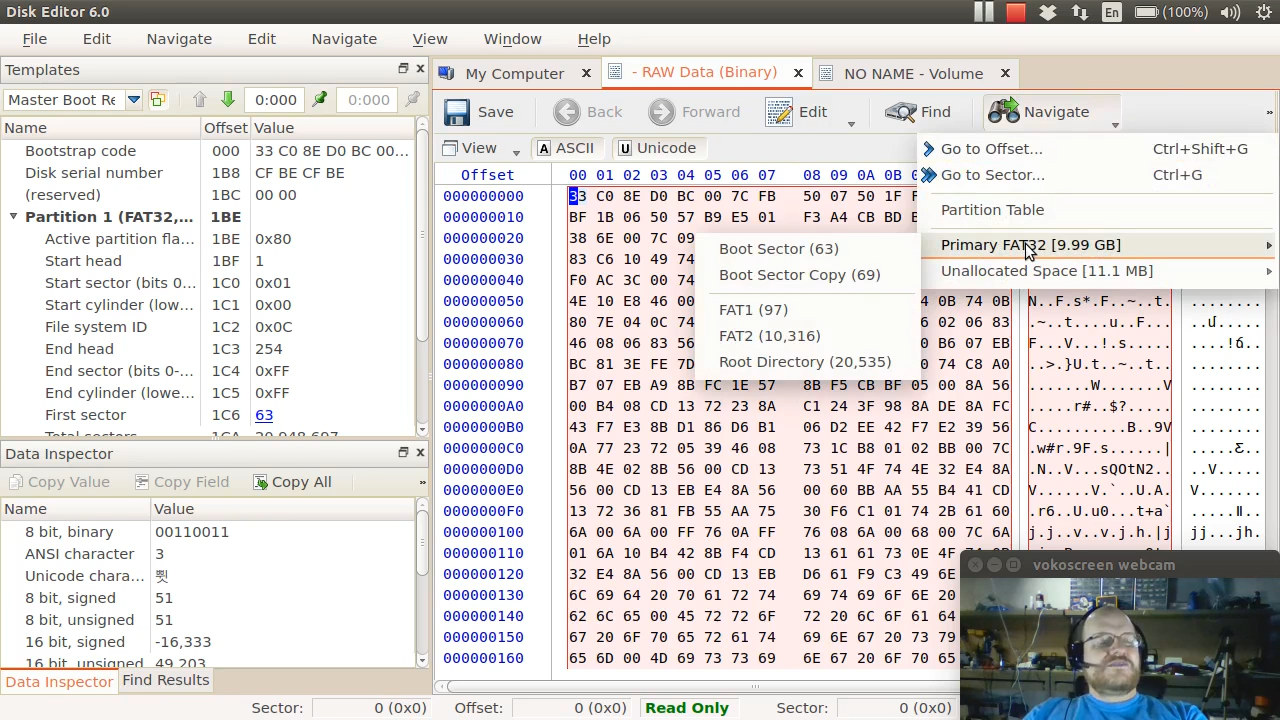 Disk Editor 6.0
En
(100%)
File Edit Navigate Edit Navigate View Window Help
Templates
Master Boot Re
0:000
0:000
Name Offset Value
Bootstrap code 000 33 C0 8E D0 BC 00...
Disk serial number 1B8 CF BE CF BE
(reserved) 1BC 00 00
Partition 1 (FAT32,... 1BE
Active partition fla... 1BE 0x80
Start head 1BF 1
Start sector (bits 0... 1C0 0x01
Start cylinder (lowe... 1C1 0x00
File system ID 1C2 0x0C
End head 1C3 254
End sector (bits 0-... 1C4 0xFF
End cylinder (lowe... 1C5 0xFF
First sector 1C6 63
Data Inspector
Copy Value Copy Field Copy All »
Name Value
8 bit, binary 00110011
ANSI character 3
Unicode chara...
8 bit, signed 51
8 bit, unsigned 51
16 bit, signed -16,333
16 bit, unsigned 49,203
Data Inspector Find Results
My Computer
- RAW Data (Binary)
NO NAME - Volume
Save Back Forward Edit Find Navigate »
View ASCII Unicode
A U
Offset 00 01 02 03 04 05 06 07 08 09 0A 0B
000000000 33 C0 8E D0 BC 00 7C FB 50 07 50 1F
000000010 BF 1B 06 50 57 B9 E5 01 F3 A4 CB BD
000000020 38 6E 00 7C 09
000000030 83 C6 10 49 74
000000040 F0 AC 3C 00 74
000000050 4E 10 E8 46 00 0B 74 0B N..F.s*.F..~..t.
000000060 80 7E 04 0C 74 02 06 83
000000070 46 08 06 83 56 B6 07 EB
000000080 BC 81 3E FE 7D 74 C8 A0
000000090 B7 07 EB A9 8B FC 1E 57 8B F5 CB BF 05 00 8A 56 .......W.......V
0000000A0 00 B4 08 CD 13 72 23 8A C1 24 3F 98 8A DE 8A FC .....r#..$?.....
0000000B0 43 F7 E3 8B D1 86 D6 B1 06 D2 EE 42 F7 E2 39 56 C..........B..9V
0000000C0 0A 77 23 72 05 39 46 08 73 1C B8 01 02 BB 00 7C .w#r.9F.s......|
0000000D0 8B 4E 02 8B 56 00 CD 13 73 51 4F 74 4E 32 E4 8A .N..V...sQOtN2..
0000000E0 56 00 CD 13 EB E4 8A 56 00 60 BB AA 55 B4 41 CD V......V.`..U.A.
0000000F0 13 72 36 81 FB 55 AA 75 30 F6 C1 01 74 2B 61 60 .r6..U.u0...t+a`
000000100 6A 00 6A 00 FF 76 0A FF 76 08 6A 00 68 00 7C 6A j.j..v..v.j.h.|j
000000110 01 6A 10 B4 42 8B F4 CD 13 61 61 73 0E 4F
000000120 32 E4 8A 56 00 CD 13 EB D6 61 F9 C3 49 6E
000000130 69 64 20 70 61 72 74 69 74 69 6F 6E 20
000000140 62 6C 65 00 45 72 72 6F 72 20 6C 6F 61 64
000000150 67 20 6F 70 65 72 61 74 69 6E 67 20 73 79
000000160 65 6D 00 4D 69 73 73 69 6E 67 20 6F 70 65
Go to Offset... Ctrl+Shift+G
Go to Sector... Ctrl+G
Partition Table
Primary FAT32 [9.99 GB]
Unallocated Space [11.1 MB]
Boot Sector (63)
Boot Sector Copy (69)
FAT1 (97)
FAT2 (10,316)
Root Directory (20,535)
vokoscreen webcam
Sector: 0 (0x0) Offset: 0 (0x0) Read Only Sector: 0 (0x0)